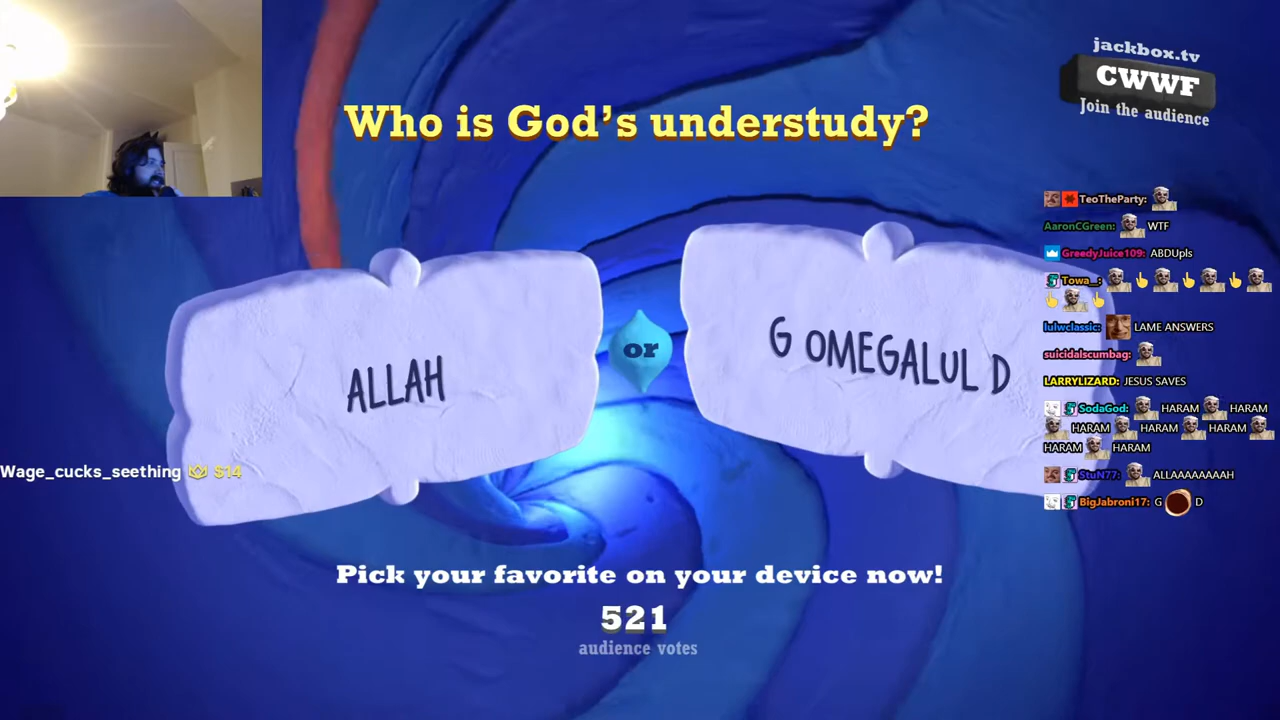 jackbox.tv
CWWF
Join the audience
Who is God's understudy?
ALLAH
or
G OMEGALUL D
Wage_cucks_seething $14
Pick your favorite on your device now!
521
audience votes
TeoTheParty:
AaronCGreen: WTF
GreedyJuice109: ABDUpls
Towa_:
lulwclassic: LAME ANSWERS
suicidalscumbag:
LARRYLIZARD: JESUS SAVES
SodaGod: HARAM HARAM
HARAM HARAM HARAM
HARAM HARAM
StuN77: ALLAAAAAAAH
BigJabroni17: G D